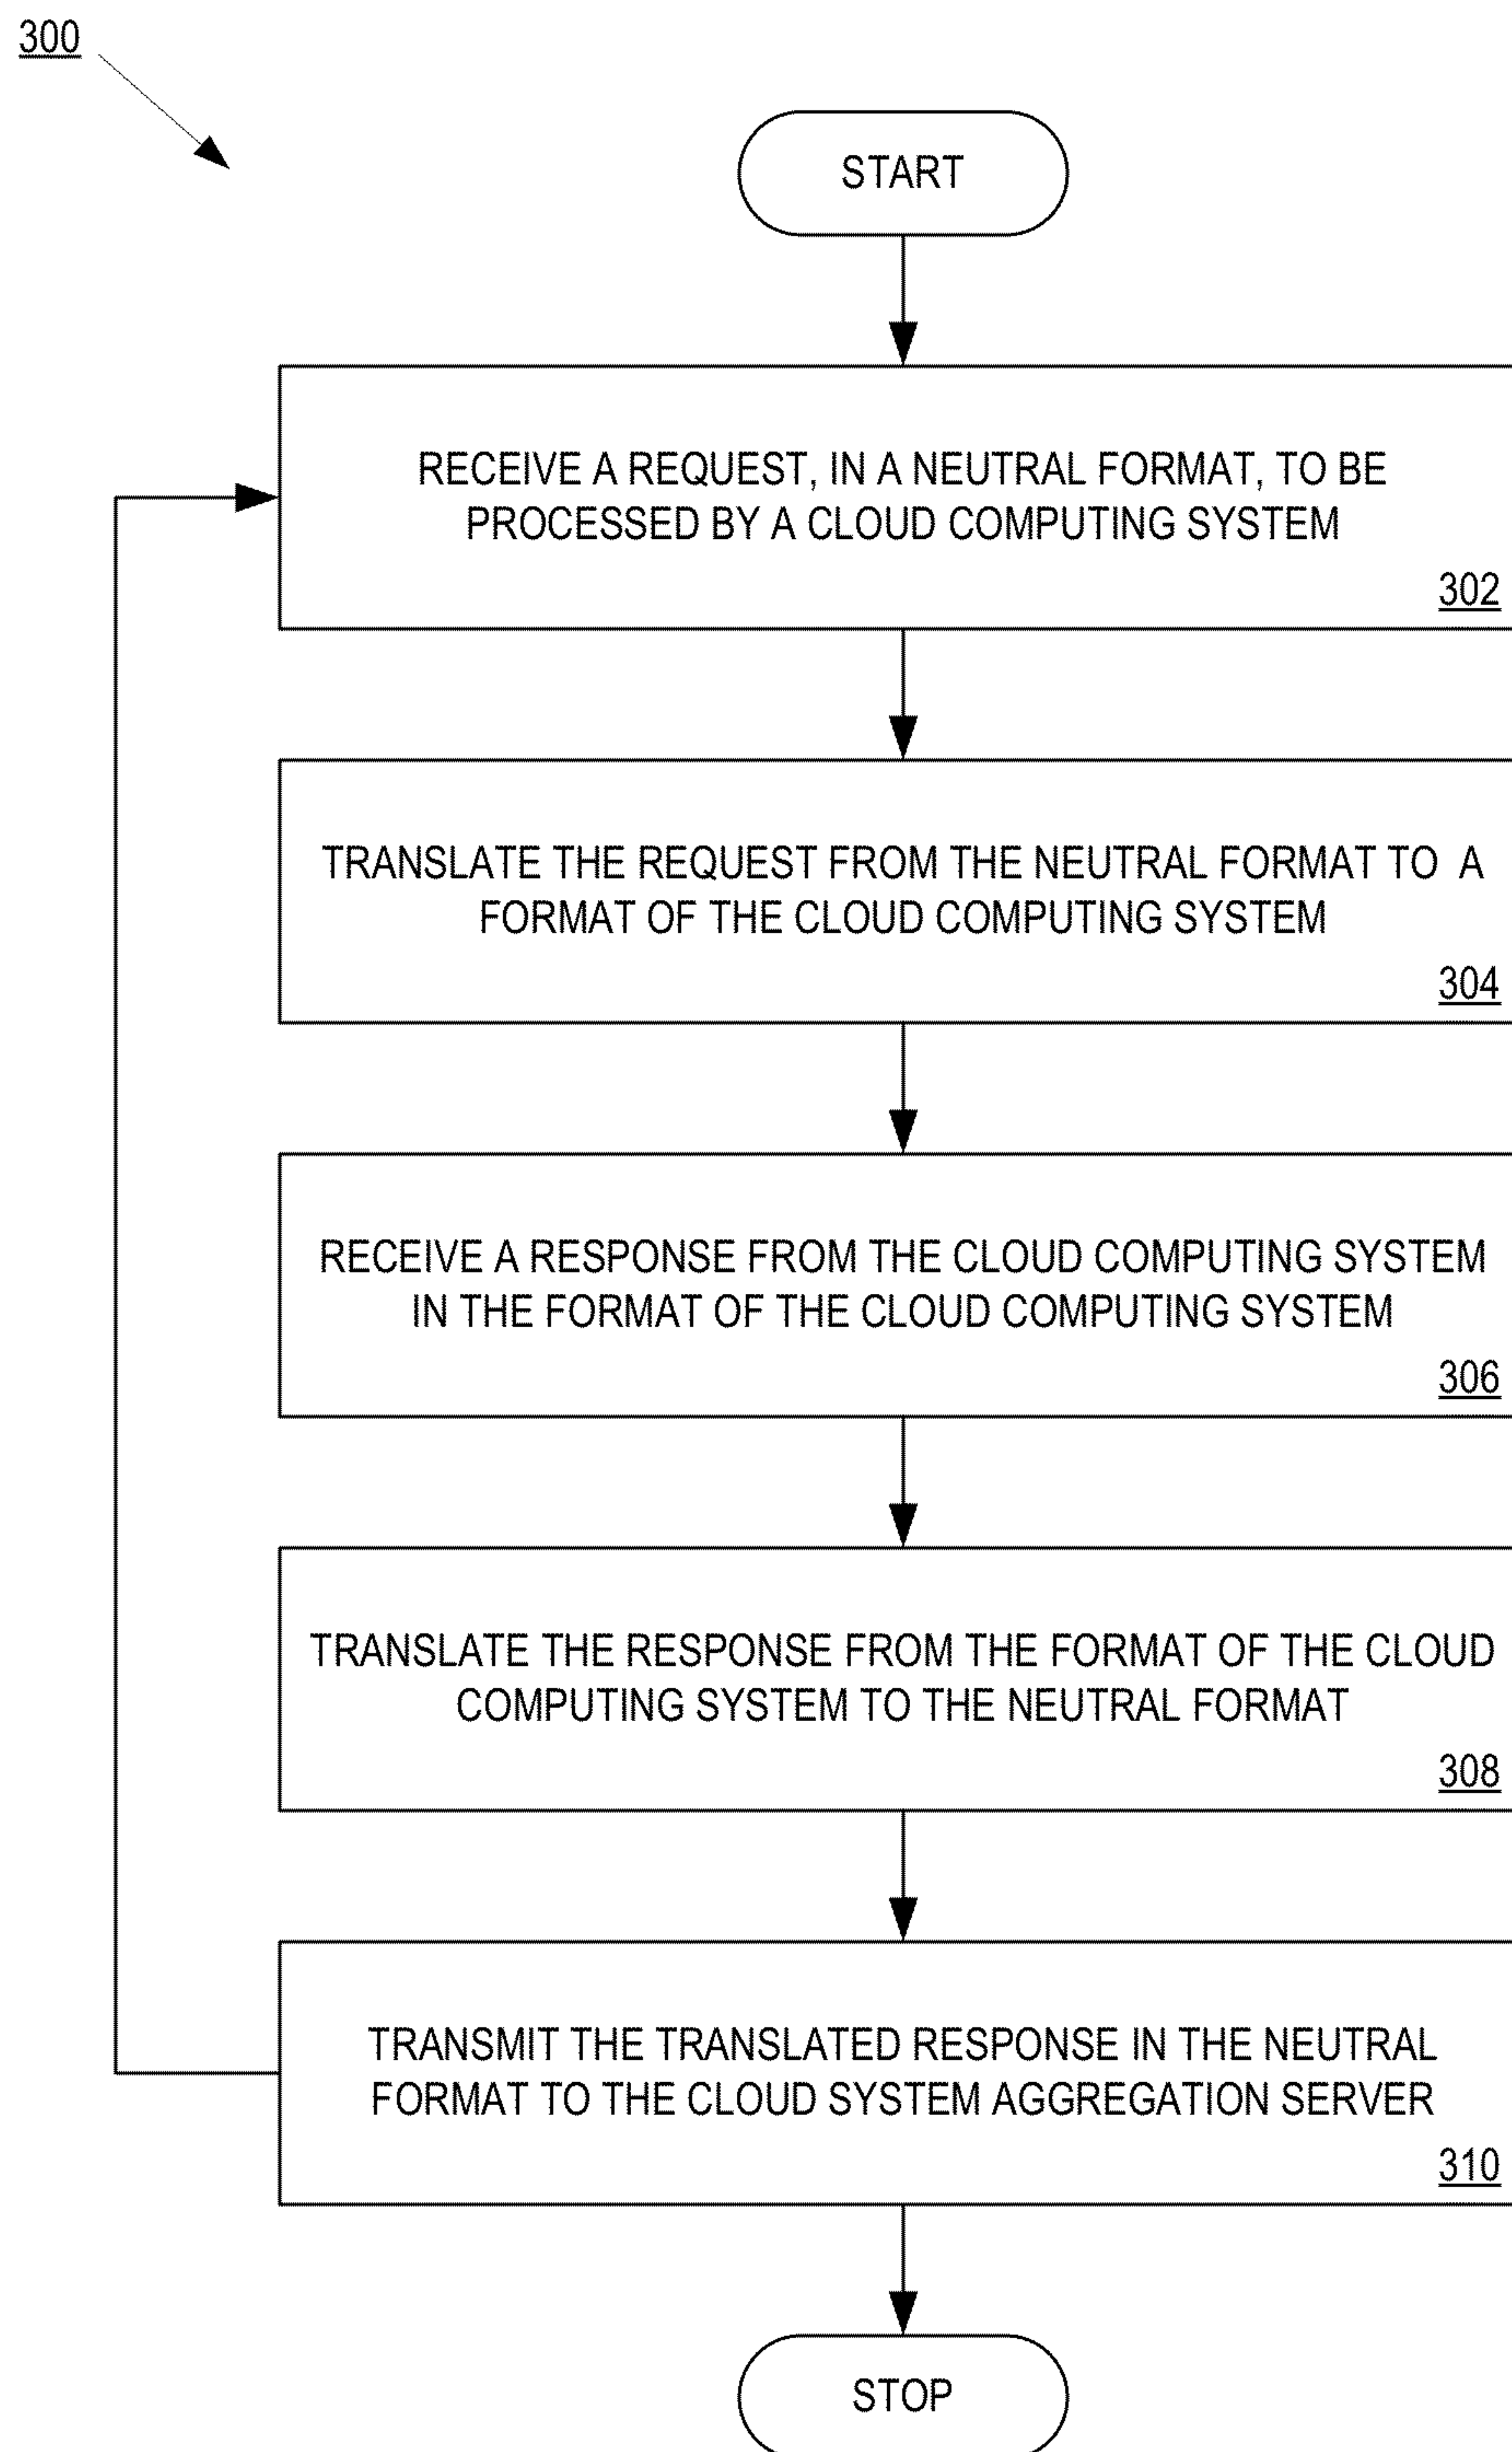 300
START
RECEIVE A REQUEST, IN A NEUTRAL FORMAT, TO BE
PROCESSED BY A CLOUD COMPUTING SYSTEM
302
TRANSLATE THE REQUEST FROM THE NEUTRAL FORMAT TO A
FORMAT OF THE CLOUD COMPUTING SYSTEM
304
RECEIVE A RESPONSE FROM THE CLOUD COMPUTING SYSTEM
IN THE FORMAT OF THE CLOUD COMPUTING SYSTEM
306
TRANSLATE THE RESPONSE FROM THE FORMAT OF THE CLOUD
COMPUTING SYSTEM TO THE NEUTRAL FORMAT
308
TRANSMIT THE TRANSLATED RESPONSE IN THE NEUTRAL
FORMAT TO THE CLOUD SYSTEM AGGREGATION SERVER
310
STOP